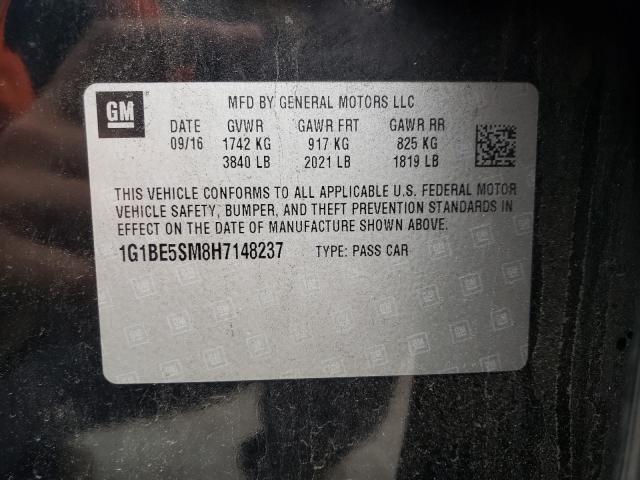 GM
MFD BY GENERAL MOTORS LLC
DATE GVWR GAWR FRT GAWR RR
09/16 1742 KG 917 KG 825 KG
3840 LB 2021 LB 1819 LB
THIS VEHICLE CONFORMS TO ALL APPLICABLE U.S. FEDERAL MOTOR
VEHICLE SAFETY, BUMPER, AND THEFT PREVENTION STANDARDS IN
EFFECT ON THE DATE OF MANUFACTURE SHOWN ABOVE.
1G1BE5SM8H7148237 TYPE: PASS CAR